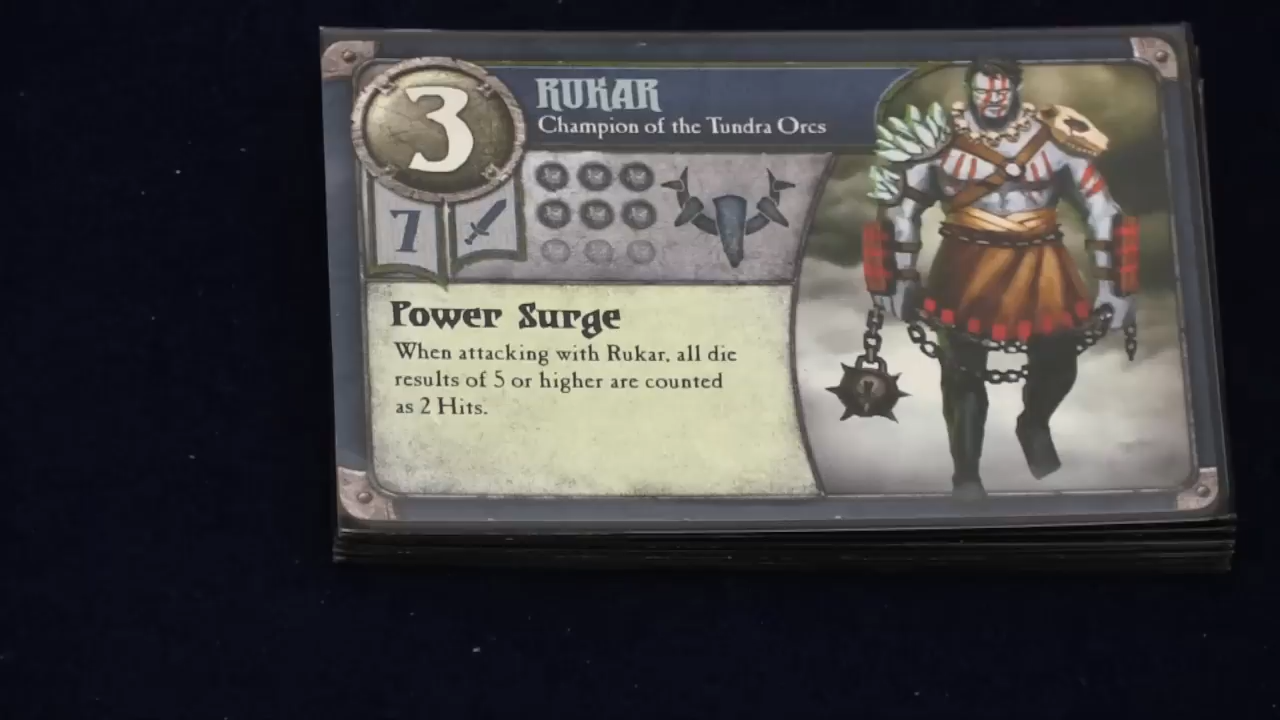 3
RUKAR
Champion of the Tundra Orcs
7
Power Surge
When attacking with Rukar, all die
results of 5 or higher are counted
as 2 Hits.